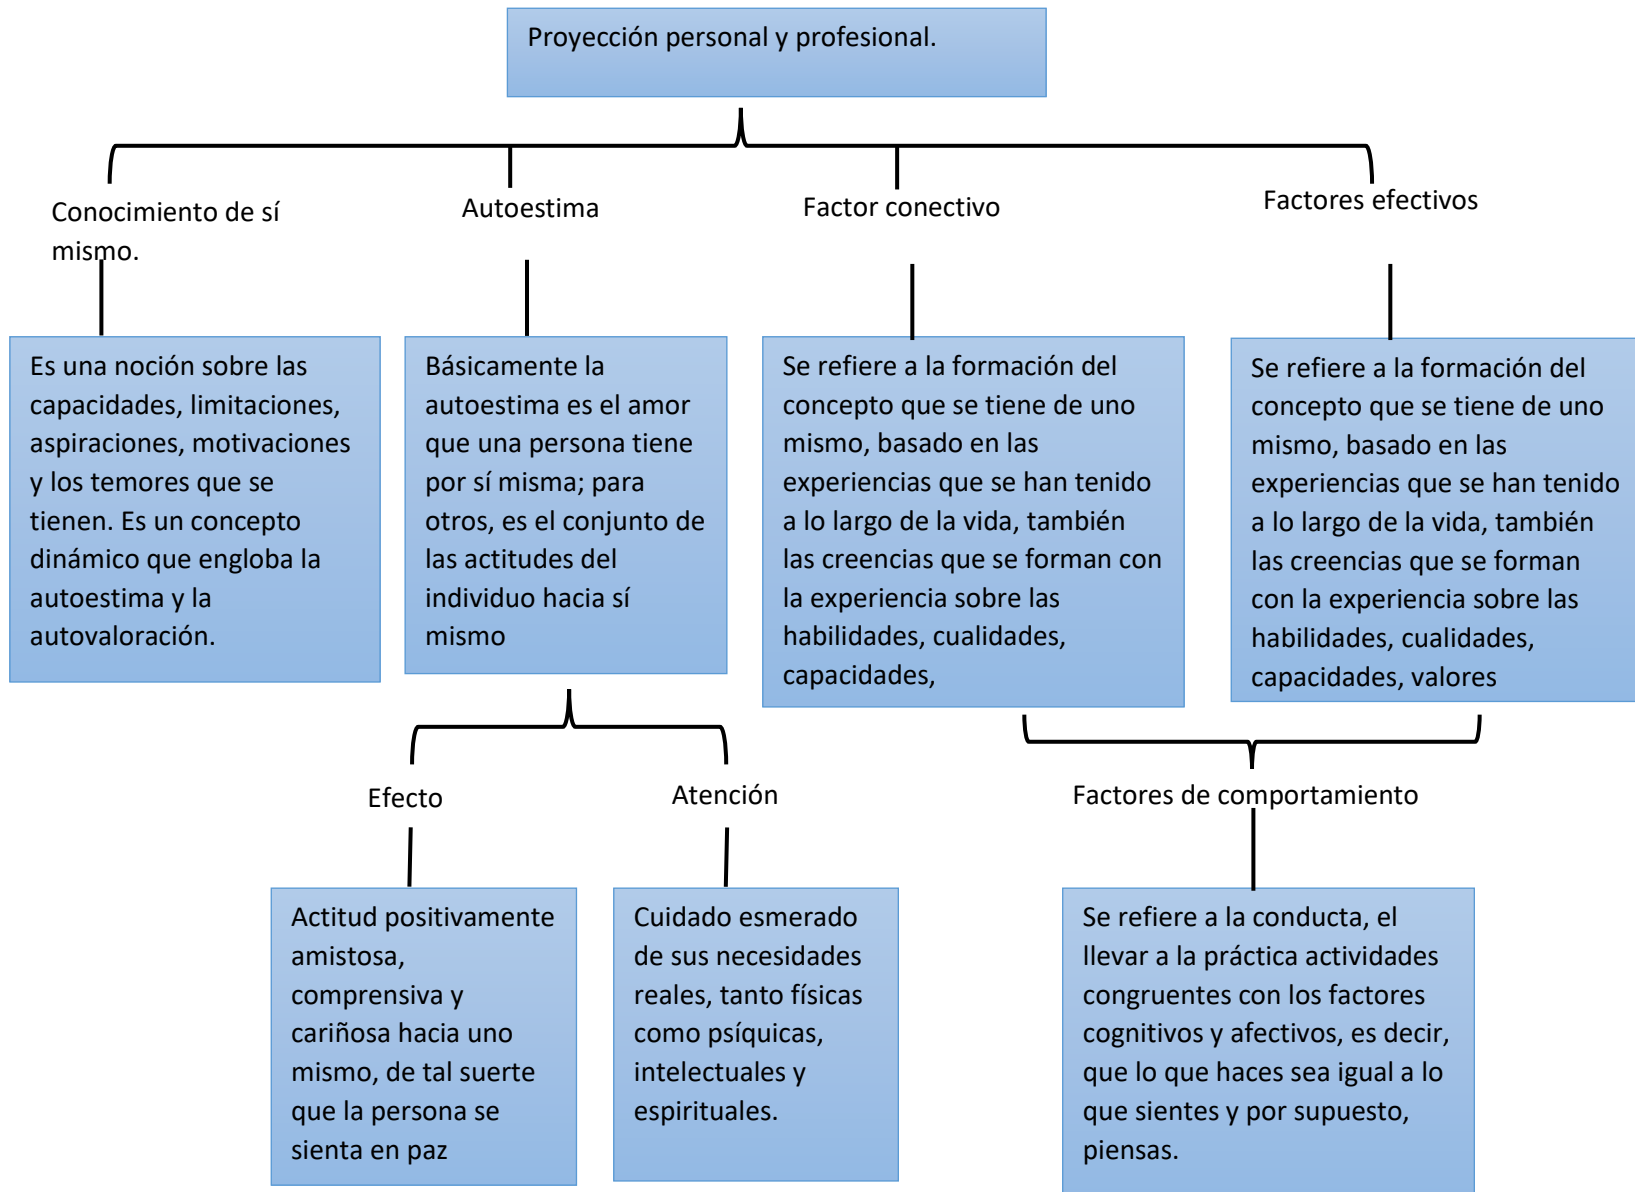 Proyección personal y profesional.
Conocimiento de sí
mismo.
Autoestima
Factor conectivo
Factores efectivos
Es una noción sobre las
capacidades, limitaciones,
aspiraciones, motivaciones
y los temores que se
tienen. Es un concepto
dinámico que engloba la
autoestima y la
autovaloración.
Básicamente la
autoestima es el amor
que una persona tiene
por sí misma; para
otros, es el conjunto de
las actitudes del
individuo hacia sí
mismo
Se refiere a la formación del
concepto que se tiene de uno
mismo, basado en las
experiencias que se han tenido
a lo largo de la vida, también
las creencias que se forman con
la experiencia sobre las
habilidades, cualidades,
capacidades,
Se refiere a la formación del
concepto que se tiene de uno
mismo, basado en las
experiencias que se han tenido
a lo largo de la vida, también
las creencias que se forman
con la experiencia sobre las
habilidades, cualidades,
capacidades, valores
Efecto
Atención
Factores de comportamiento
Actitud positivamente
amistosa,
comprensiva y
cariñosa hacia uno
mismo, de tal suerte
que la persona se
sienta en paz
Cuidado esmerado
de sus necesidades
reales, tanto físicas
como psíquicas,
intelectuales y
espirituales.
Se refiere a la conducta, el
llevar a la práctica actividades
congruentes con los factores
cognitivos y afectivos, es decir,
que lo que haces sea igual a lo
que sientes y por supuesto,
piensas.